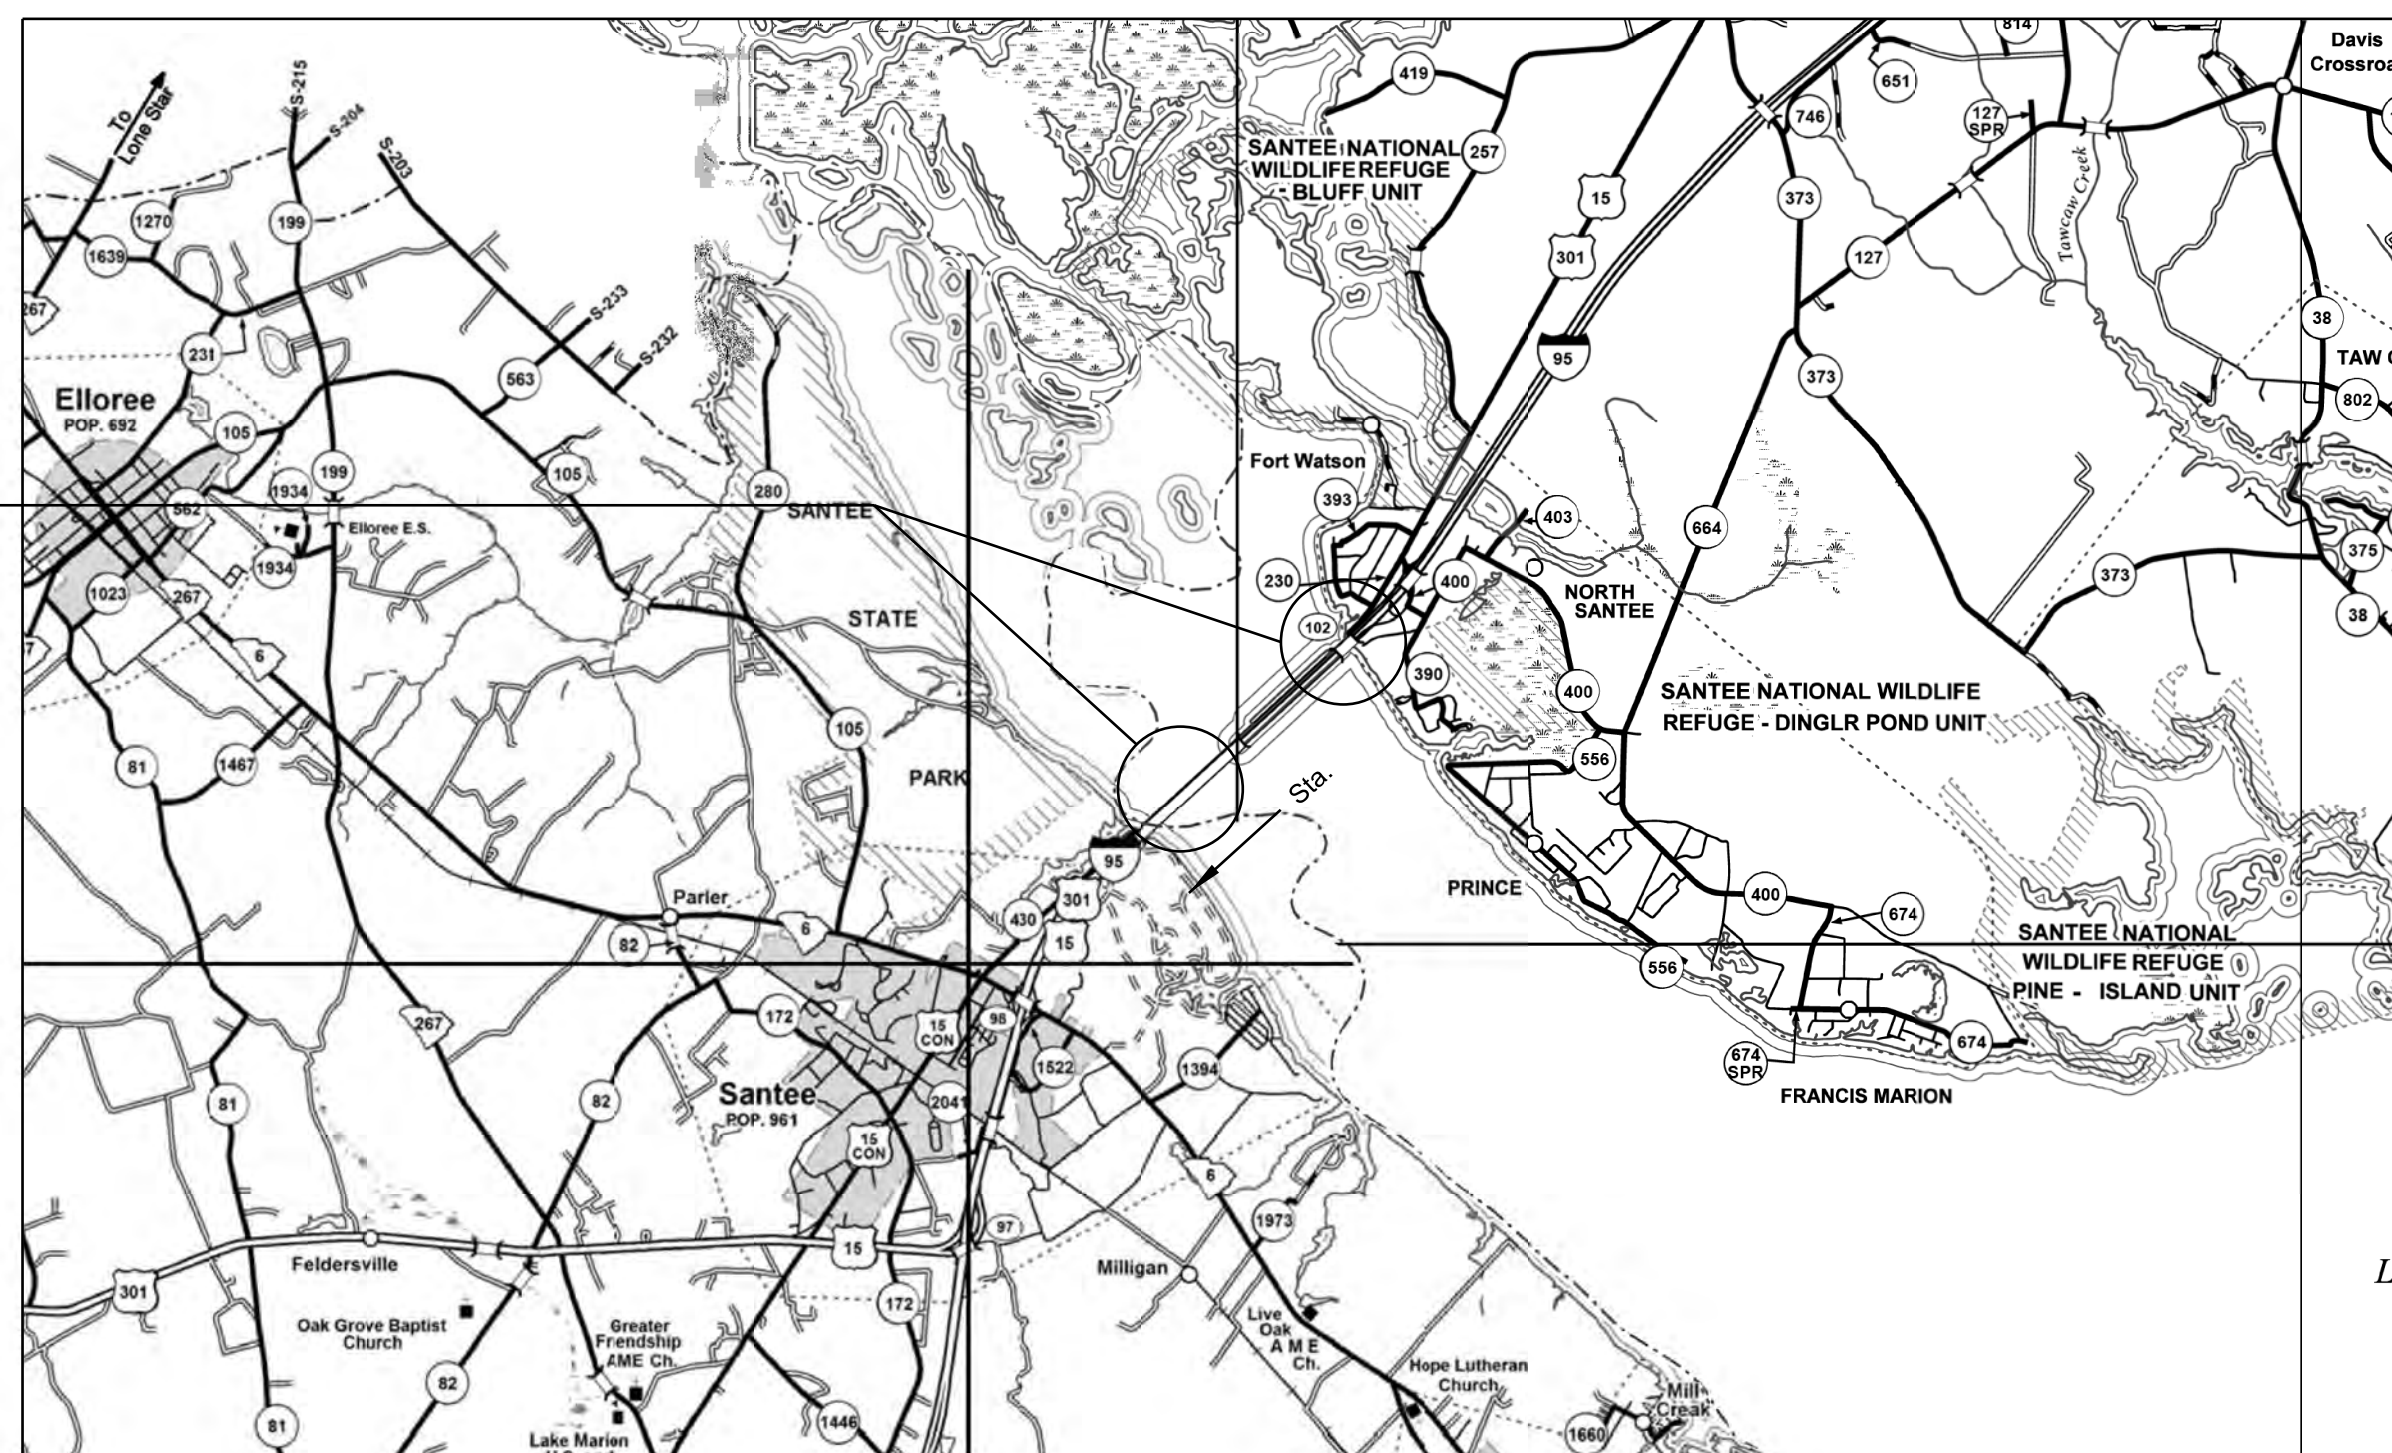 814
Davis
419
651
746
127
SPR
To
Lone Star
S-215
S-204
S-203
SANTEE NATIONAL
WILDLIFE REFUGE
- BLUFF UNIT
257
15
373
Tawcaw Creek
1270
199
1639
301
127
267
S-233
S-232
38
231
95
563
373
TAW
802
Elloree
POP. 692
105
199
105
1934
280
SANTEE
Fort Watson
393
403
664
562
Elloree E.S.
1934
375
373
1023
267
230
400
NORTH
SANTEE
38
STATE
102
6
390
400
SANTEE NATIONAL WILDLIFE
REFUGE - DINGLR POND UNIT
105
81
1467
PARK
Sta.
556
95
PRINCE
Parler
301
430
400
674
6
82
15
SANTEE NATIONAL
WILDLIFE REFUGE
PINE - ISLAND UNIT
556
267
172
15
CON
98
674
1522
1394
674
SPR
FRANCIS MARION
Santee
POP. 961
81
82
2041
15
CON
6
1973
97
15
Feldersville
Milligan
301
L
172
Oak Grove Baptist
Church
Greater
Friendship
AME Ch.
Live
Oak
A M E
Ch.
Hope Lutheran
Church
82
Mill
Creak
81
1446
1660
Lake Marion